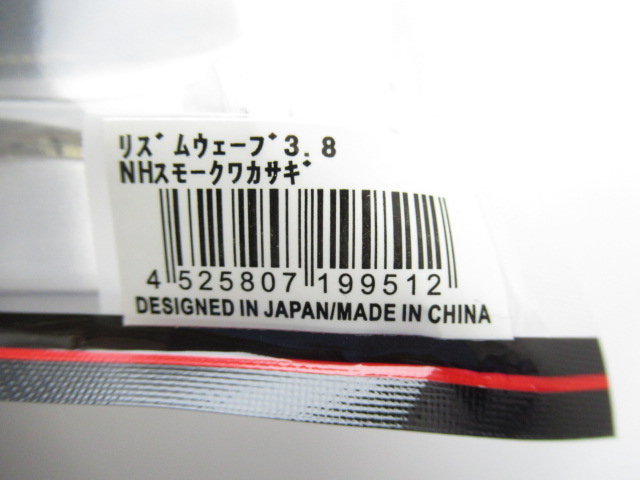 ﾘｽﾞﾑｳｪｰﾌﾞ3.8
NHｽﾓｰｸﾜｶｻｷﾞ
4 525807 199512
DESIGNED IN JAPAN/MADE IN CHINA